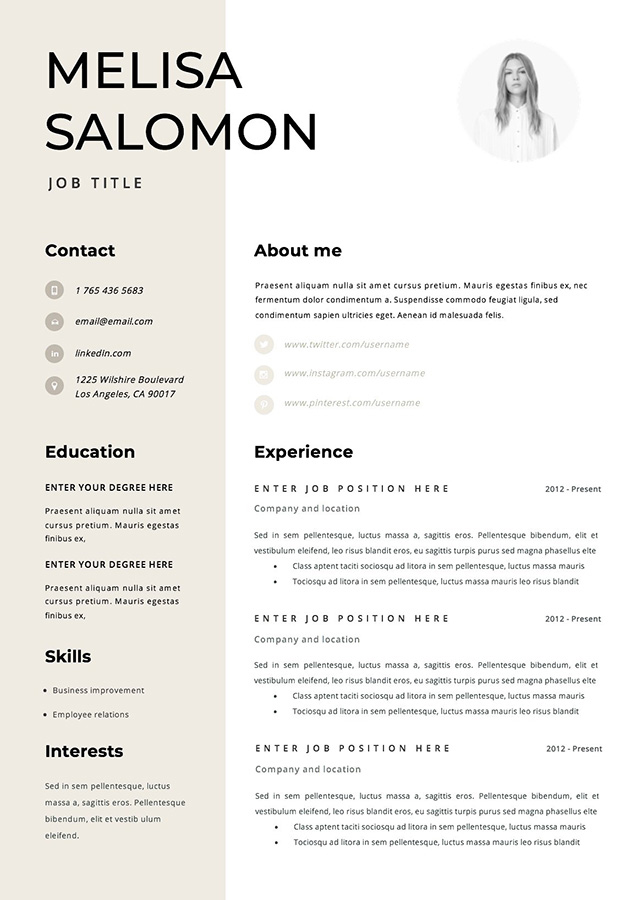 MELISA
SALOMON
JOB TITLE
Contact
1 765 436 5683
email@email.com
linkedIn.com
1225 Wilshire Boulevard
Los Angeles, CA 90017
Education
ENTER YOUR DEGREE HERE
Praesent aliquam nulla sit amet
cursus pretium. Mauris egestas
finibus ex,
ENTER YOUR DEGREE HERE
Praesent aliquam nulla sit amet
cursus pretium. Mauris egestas
finibus ex,
Skills
• Business improvement
• Employee relations
Interests
Sed in sem pellentesque, luctus
massa a, sagittis eros. Pellentesque
bibendum, elit et vestib ulum
eleifend.
About me
Praesent aliquam nulla sit amet cursus pretium. Mauris egestas finibus ex, nec
fermentum dolor condimentum a. Suspendisse commodo feugiat ligula, sed
condimentum sapien ultricies eget. Aenean id malesuada felis.
www.twitter.com/username
www.instagram.com/username
www.pinterest.com/username
Experience
ENTER JOB POSITION HERE 2012 - Present
Company and location
Sed in sem pellentesque, luctus massa a, sagittis eros. Pellentesque bibendum, elit et
vestibulum eleifend, leo risus blandit eros, eu sagittis turpis purus sed magna phasellus elte
• Class aptent taciti sociosqu ad litora in sem pellentesque, luctus massa mauris
• Tociosqu ad litora in sem pellentesque, luctus massa mauris leo risus blandit
ENTER JOB POSITION HERE 2012 - Present
Company and location
Sed in sem pellentesque, luctus massa a, sagittis eros. Pellentesque bibendum, elit et
vestibulum eleifend, leo risus blandit eros, eu sagittis turpis purus sed magna phasellus elte
• Class aptent taciti sociosqu ad litora in sem pellentesque, luctus massa mauris
• Tociosqu ad litora in sem pellentesque, luctus massa mauris leo risus blandit
ENTER JOB POSITION HERE 2012 - Present
Company and location
Sed in sem pellentesque, luctus massa a, sagittis eros. Pellentesque bibendum, elit et
vestibulum eleifend, leo risus blandit eros, eu sagittis turpis purus sed magna phasellus elte
• Class aptent taciti sociosqu ad litora in sem pellentesque, luctus massa mauris
• Tociosqu ad litora in sem pellentesque, luctus massa mauris leo risus blandit